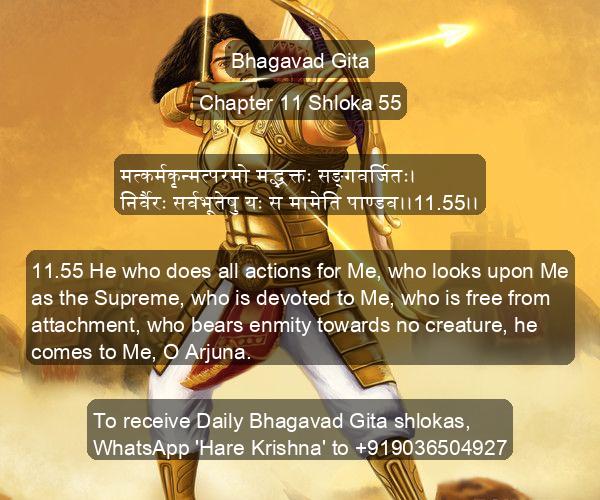 Bhagavad Gita
Chapter 11 Shloka 55
मत्कर्मकृन्मत्परमो मद्भक्तः सङ्गवर्जितः।
निर्वैरः सर्वभूतेषु यः स मामेति पाण्डव।।11.55।।
11.55 He who does all actions for Me, who looks upon Me
as the Supreme, who is devoted to Me, who is free from
attachment, who bears enmity towards no creature, he
comes to Me, O Arjuna.
To receive Daily Bhagavad Gita shlokas,
WhatsApp 'Hare Krishna' to +919036504927